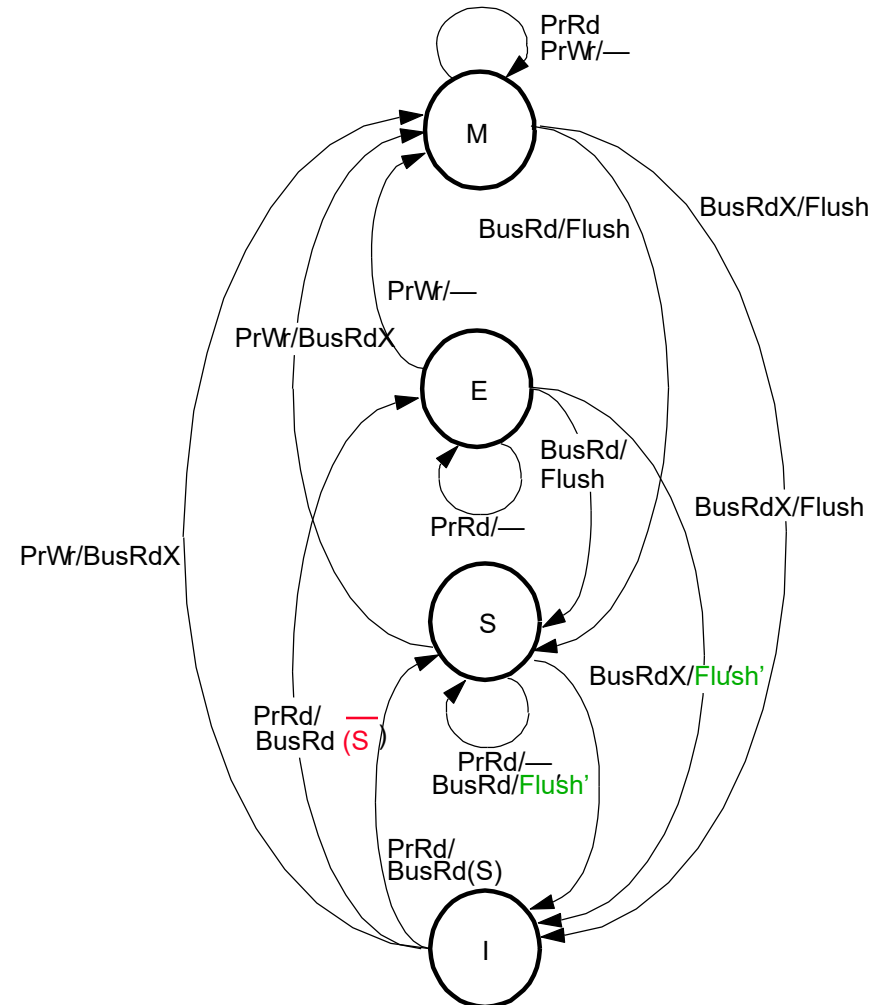 PrRd
PrWr/—
M
BusRdX/Flush
BusRd/Flush
PrWr/—
PrWr/BusRdX
E
BusRd/
Flush
PrRd/—
BusRdX/Flush
PrWr/BusRdX
S
BusRdX/Flush’
PrRd/
BusRd (S̅)
PrRd/—
BusRd/Flush’
PrRd/
BusRd(S)
I